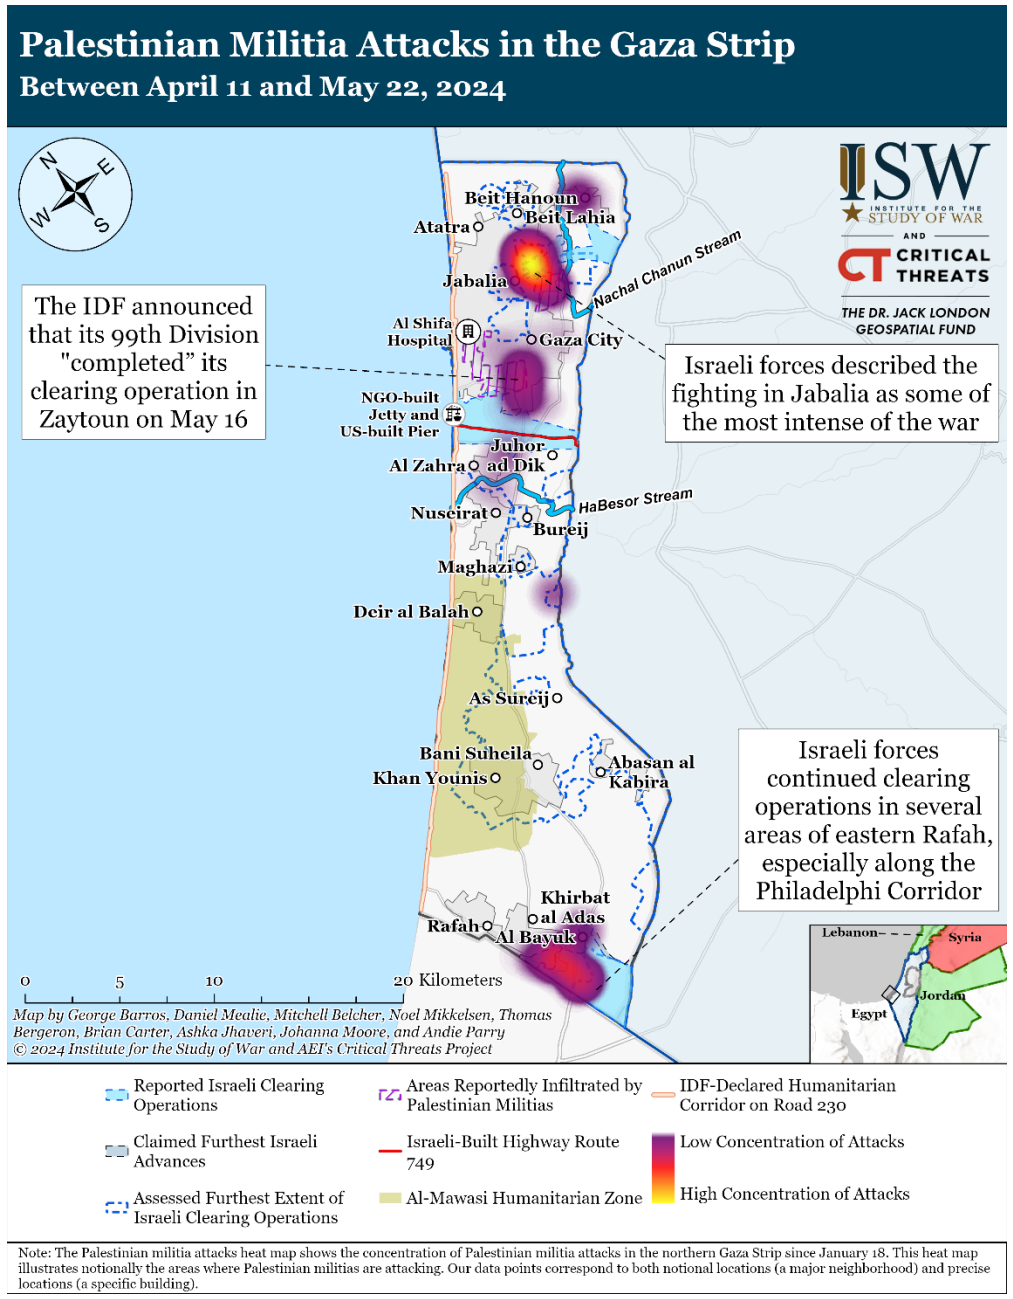 Palestinian Militia Attacks in the Gaza Strip
Between April 11 and May 22, 2024
N
E
W
S
ISW
INSTITUTE FOR THE
STUDY OF WAR
AND
CT CRITICAL
THREATS
THE DR. JACK LONDON
GEOSPATIAL FUND
Beit Hanoun
Beit Lahia
Atatra
Nachal Chanun Stream
Jabalia
The IDF announced
that its 99th Division
"completed” its
clearing operation in
Zaytoun on May 16
Al Shifa
Hospital
Gaza City
Israeli forces described the
fighting in Jabalia as some of
the most intense of the war
NGO-built
Jetty and
US-built Pier
Juhor
ad Dik
Al Zahra
HaBesor Stream
Nuseirat
Bureij
Maghazi
Deir al Balah
As Sureij
Bani Suheila
Khan Younis
Abasan al
Kabira
Israeli forces
continued clearing
operations in several
areas of eastern Rafah,
especially along the
Philadelphi Corridor
Khirbat
al Adas
Rafah
Al Bayuk
Lebanon
Syria
Jordan
Egypt
0 5 10 20 Kilometers
Map by George Barros, Daniel Mealie, Mitchell Belcher, Noel Mikkelsen, Thomas
Bergeron, Brian Carter, Ashka Jhaveri, Johanna Moore, and Andie Parry
© 2024 Institute for the Study of War and AEI's Critical Threats Project
Reported Israeli Clearing
Operations
Claimed Furthest Israeli
Advances
Assessed Furthest Extent of
Israeli Clearing Operations
Areas Reportedly Infiltrated by
Palestinian Militias
Israeli-Built Highway Route
749
Al-Mawasi Humanitarian Zone
IDF-Declared Humanitarian
Corridor on Road 230
Low Concentration of Attacks
High Concentration of Attacks
Note: The Palestinian militia attacks heat map shows the concentration of Palestinian militia attacks in the northern Gaza Strip since January 18. This heat map
illustrates notionally the areas where Palestinian militias are attacking. Our data points correspond to both notional locations (a major neighborhood) and precise
locations (a specific building).